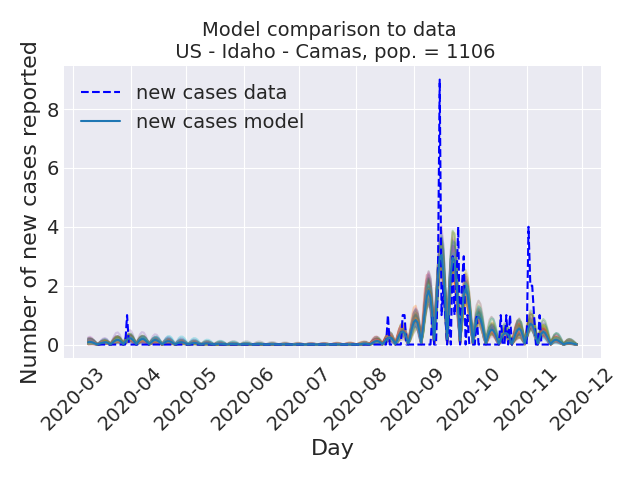 Model comparison to data
US - Idaho - Camas, pop. = 1106
Number of new cases reported
new cases data
new cases model
8
6
4
2
0
2020-03
2020-04
2020-05
2020-06
2020-07
2020-08
2020-09
2020-10
2020-11
2020-12
Day